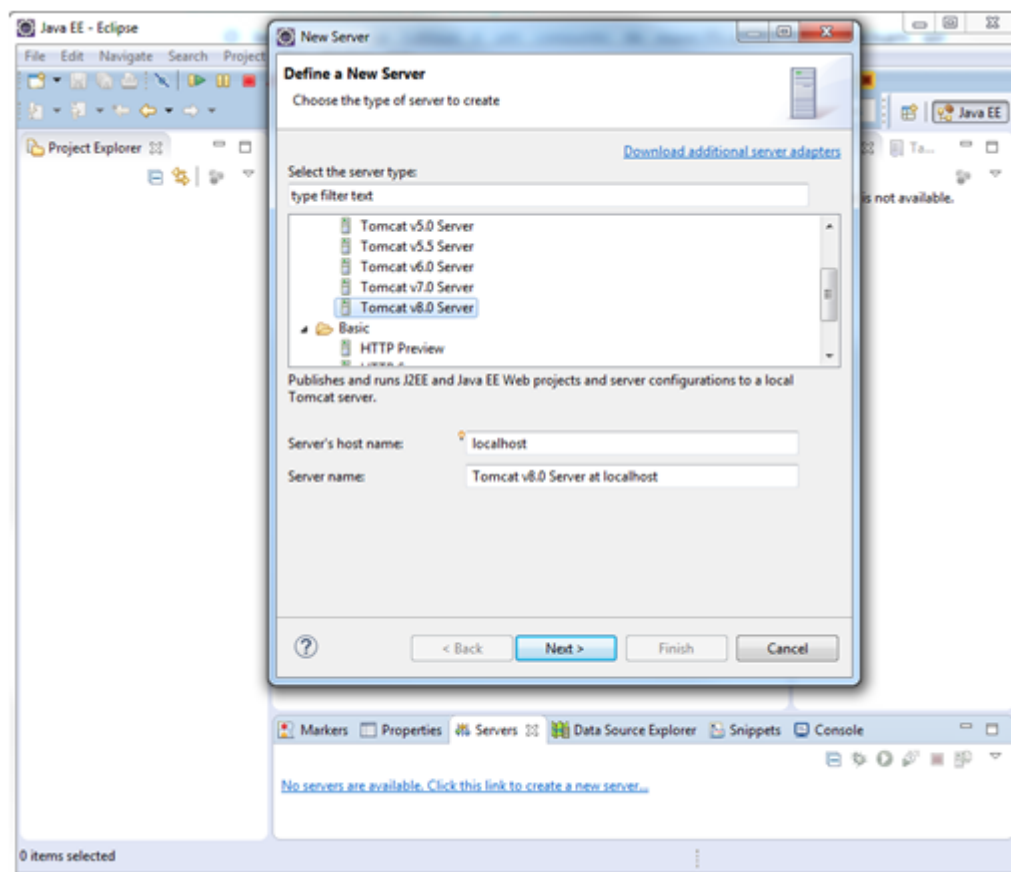 Java EE - Eclipse
File Edit Navigate Search Project
Java EE
Project Explorer
Ta...
is not available.
New Server
Define a New Server
Choose the type of server to create
Download additional server adapters
Select the server type:
type filter text
Tomcat v5.0 Server
Tomcat v5.5 Server
Tomcat v6.0 Server
Tomcat v7.0 Server
Tomcat v8.0 Server
Basic
HTTP Preview
Publishes and runs J2EE and Java EE Web projects and server configurations to a local
Tomcat server.
Server's host name: localhost
Server name: Tomcat v8.0 Server at localhost
? < Back Next > Finish Cancel
Markers Properties Servers Data Source Explorer Snippets Console
No servers are available. Click this link to create a new server...
0 items selected